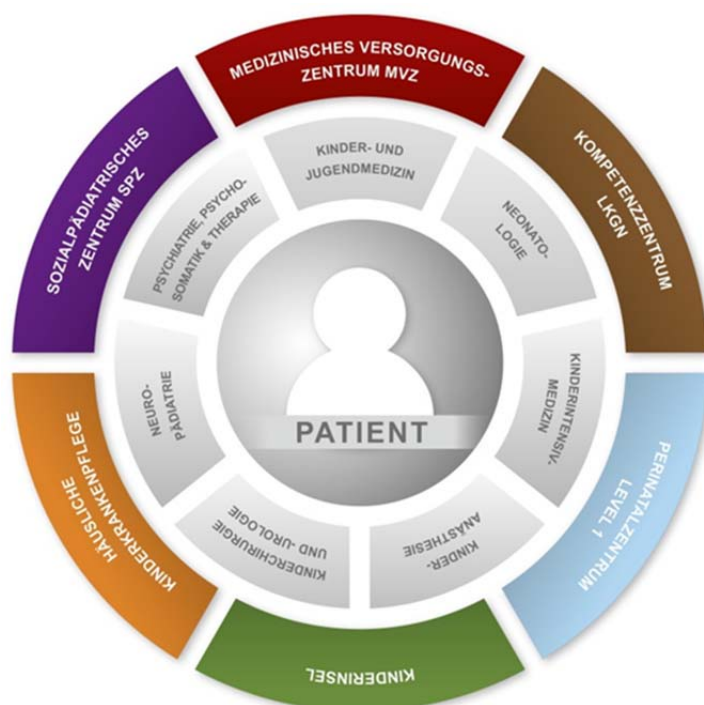 MEDIZINISCHES VERSORGUNGS-
ZENTRUM MVZ
KOMPETENZZENTRUM
LKGN
PERINATALZENTRUM
LEVEL 1
KINDERINSEL
HÄUSLICHE
KINDERKRANKENPFLEGE
SOZIALPÄDIATRISCHES
ZENTRUM SPZ
KINDER- UND
JUGENDMEDIZIN
NEONATO-
LOGIE
KINDERINTENSIV-
MEDIZIN
KINDER-
ANÄSTHESIE
KINDERCHIRURGIE
UND -UROLOGIE
NEURO-
PÄDIATRIE
PSYCHIATRIE, PSYCHO-
SOMATIK & THERAPIE
PATIENT